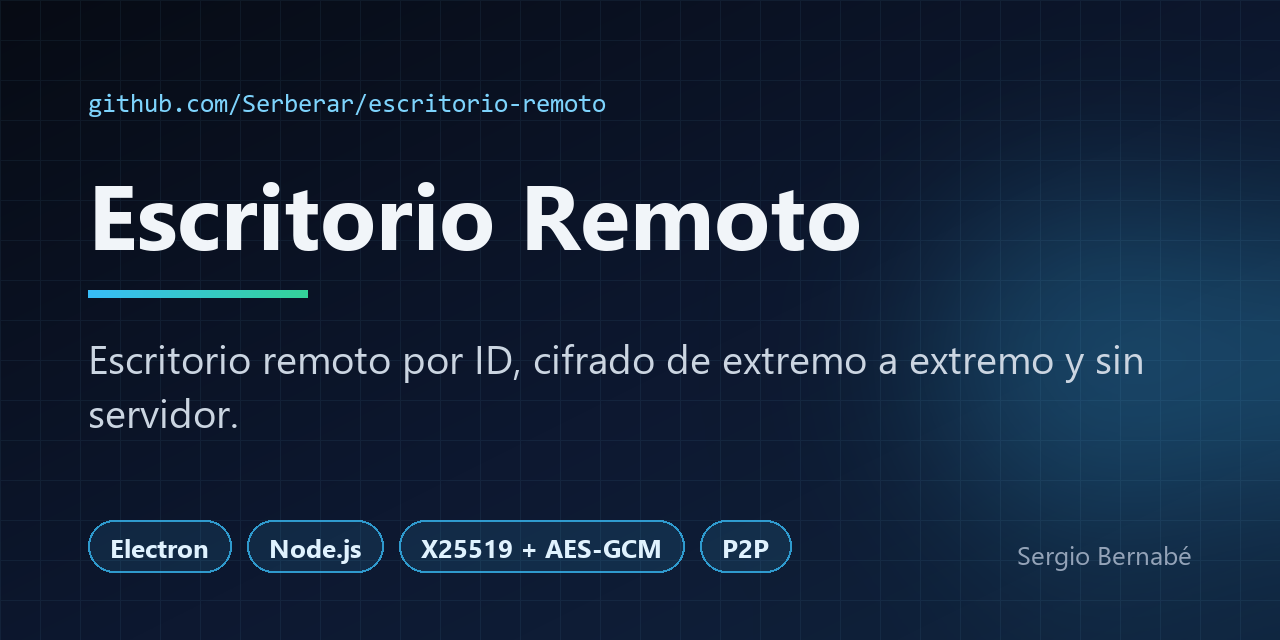 github.com/Serberar/escritorio-remoto
Escritorio Remoto
Escritorio remoto por ID, cifrado de extremo a extremo y sin
servidor.
Electron
Node.js
X25519 + AES-GCM
P2P
Sergio Bernabé